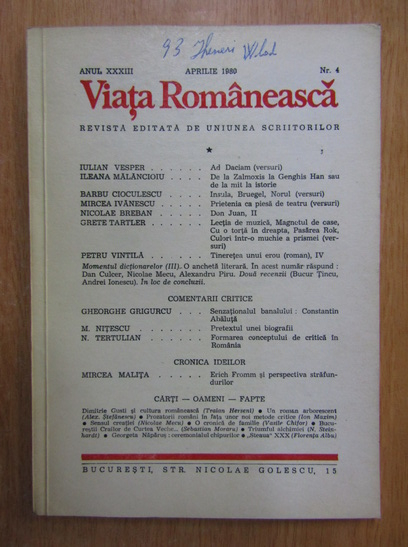 93
ANUL XXXIII APRILIE 1980 Nr. 4
Viața Românească
REVISTĂ EDITATĂ DE UNIUNEA SCRIITORILOR
IULIAN VESPER . . . . . . Ad Daciam (versuri)
ILEANA MĂLĂNCIOIU . . . . De la Zalmoxis la Genghis Han sau
de la mit la istorie
BARBU CIOCULESCU . . . . Insula, Bruegel, Norul (versuri)
MIRCEA IVĂNESCU . . . . . Prietenia ca piesă de teatru (versuri)
NICOLAE BREBAN . . . . . Don Juan, II
GRETE TARTLER . . . . . . Lecția de muzică, Magnetul de case,
Cu o torță în dreapta, Pasărea Rok,
Culori într-o muchie a prismei (ver-
suri)
PETRU VINTILĂ . . . . . . Tinerețea unui erou (roman), IV
Momentul dicționarelor (III). O anchetă literară. În acest număr răspund :
Dan Culcer, Nicolae Mecu, Alexandru Piru. Două recenzii (Bucur Țincu,
Andrei Ionescu). În loc de concluzii.
COMENTARII CRITICE
GHEORGHE GRIGURCU . . . Senzaționalul banalului : Constantin
Abăluță
M. NIȚESCU . . . . . . . Pretextul unei biografii
N. TERTULIAN . . . . . . Formarea conceptului de critică în
România
CRONICA IDEILOR
MIRCEA MALIȚA . . . . . . Erich Fromm și perspectiva străfun-
durilor
CĂRȚI — OAMENI — FAPTE
Dimitrie Gusti și cultura românească (Traian Herseni) ● Un roman arborescent
(Alex. Ștefănescu) ● Prozatori români în fața unor noi metode critice (Ion Maxim)
● Sensul creației (Nicolae Mecu) ● O cronică de familie (Vasile Chifor) ● Bucu-
reștii Crailor de Curtea Veche... (Sebastian Moraru) ● Triumful alchimiei (N. Stein-
hardt) ● Georgeta Năpăruș : ceremonialul chipurilor ● „Steaua" XXX (Florența Albu)
BUCUREȘTI, STR. NICOLAE GOLESCU, 15